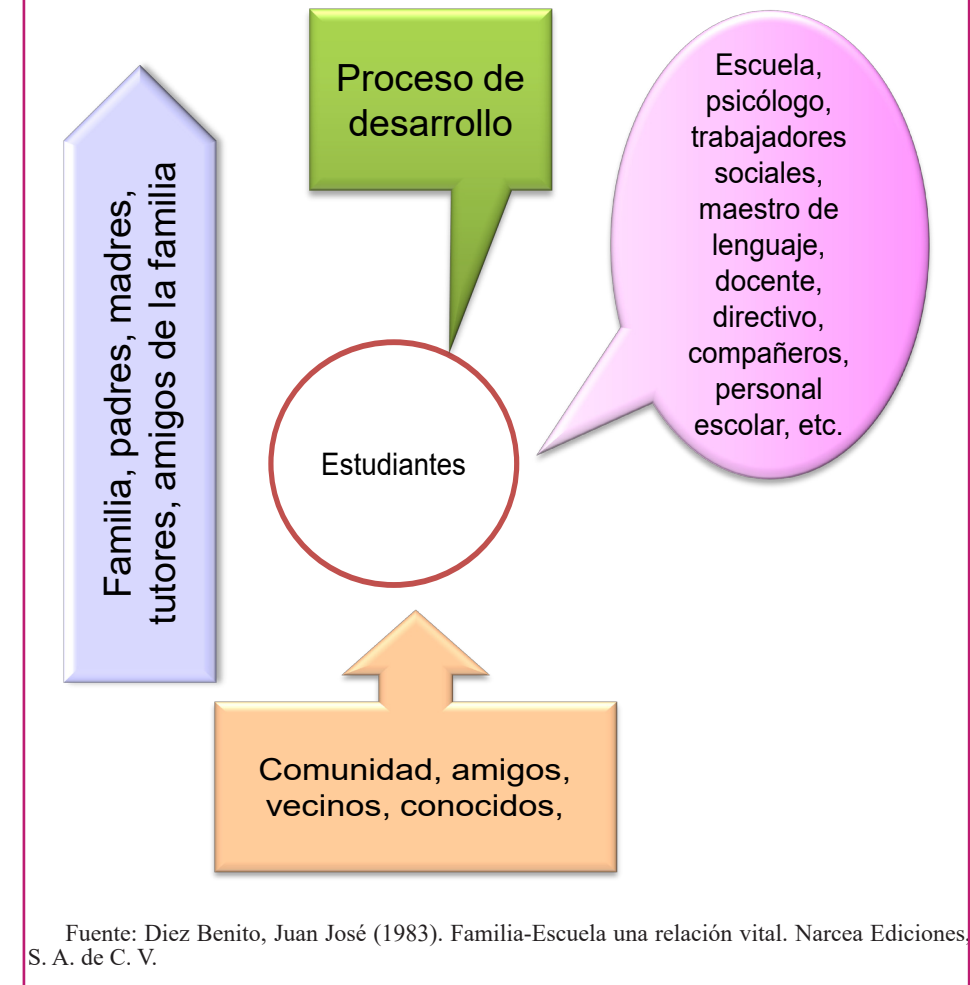 Proceso de
desarrollo
Escuela,
psicólogo,
trabajadores
sociales,
maestro de
lenguaje,
docente,
directivo,
compañeros,
personal
escolar, etc.
Familia, padres, madres,
tutores, amigos de la familia
Estudiantes
Comunidad, amigos,
vecinos, conocidos,
Fuente: Diez Benito, Juan José (1983). Familia-Escuela una relación vital. Narcea Ediciones,
S. A. de C. V.